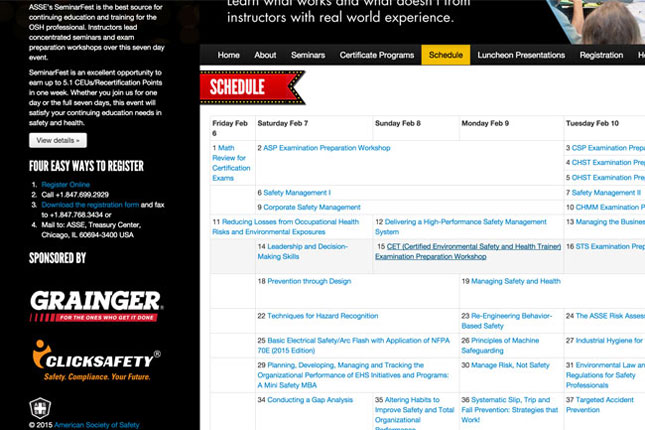 Learn what works and what doesn't from
instructors with real world experience.
ASSE's SeminarFest is the best source for
continuing education and training for the
OSH professional. Instructors lead
concentrated seminars and exam
preparation workshops over this seven day
event.
SeminarFest is an excellent opportunity to
earn up to 5.1 CEUs/Recertification Points
in one week. Whether you join us for one
day or the full seven days, this event will
satisfy your continuing education needs in
safety and health.
View details »
FOUR EASY WAYS TO REGISTER
1. Register Online
2. Call +1.847.699.2929
3. Download the registration form and fax
to +1.847.768.3434 or
4. Mail to: ASSE, Treasury Center,
Chicago, IL 60694-3400 USA
SPONSORED BY
GRAINGER®
FOR THE ONES WHO GET IT DONE
CLICKSAFETY®
Safety. Compliance. Your Future.
© 2015 American Society of Safety
Home About Seminars Certificate Programs Schedule Luncheon Presentations Registration H
SCHEDULE
Friday Feb 6 Saturday Feb 7 Sunday Feb 8 Monday Feb 9 Tuesday Feb 10
1 Math
Review for
Certification
Exams
2 ASP Examination Preparation Workshop
3 CSP Examination Prepa
4 CHST Examination Prep
5 OHST Examination Prep
6 Safety Management I
7 Safety Management II
9 Corporate Safety Management
10 CHMM Examination P
11 Reducing Losses from Occupational Health
Risks and Environmental Exposures
12 Delivering a High-Performance Safety Management
System
13 Managing the Busines
14 Leadership and Decision-
Making Skills
15 CET (Certified Environmental Safety and Health Trainer)
Examination Preparation Workshop
16 STS Examination Prep
18 Prevention through Design
19 Managing Safety and Health
22 Techniques for Hazard Recognition
23 Re-Engineering Behavior-
Based Safety
24 The ASSE Risk Assess
25 Basic Electrical Safety/Arc Flash with Application of NFPA
70E (2015 Edition)
26 Principles of Machine
Safeguarding
27 Industrial Hygiene for
29 Planning, Developing, Managing and Tracking the
Organizational Performance of EHS Initiatives and Programs:
A Mini Safety MBA
30 Manage Risk, Not Safety
31 Environmental Law an
Regulations for Safety
Professionals
34 Conducting a Gap Analysis
35 Altering Habits to
Improve Safety and Total
Organizational
Performance
36 Systematic Slip, Trip and
Fall Prevention: Strategies that
Work!
37 Targeted Accident
Prevention